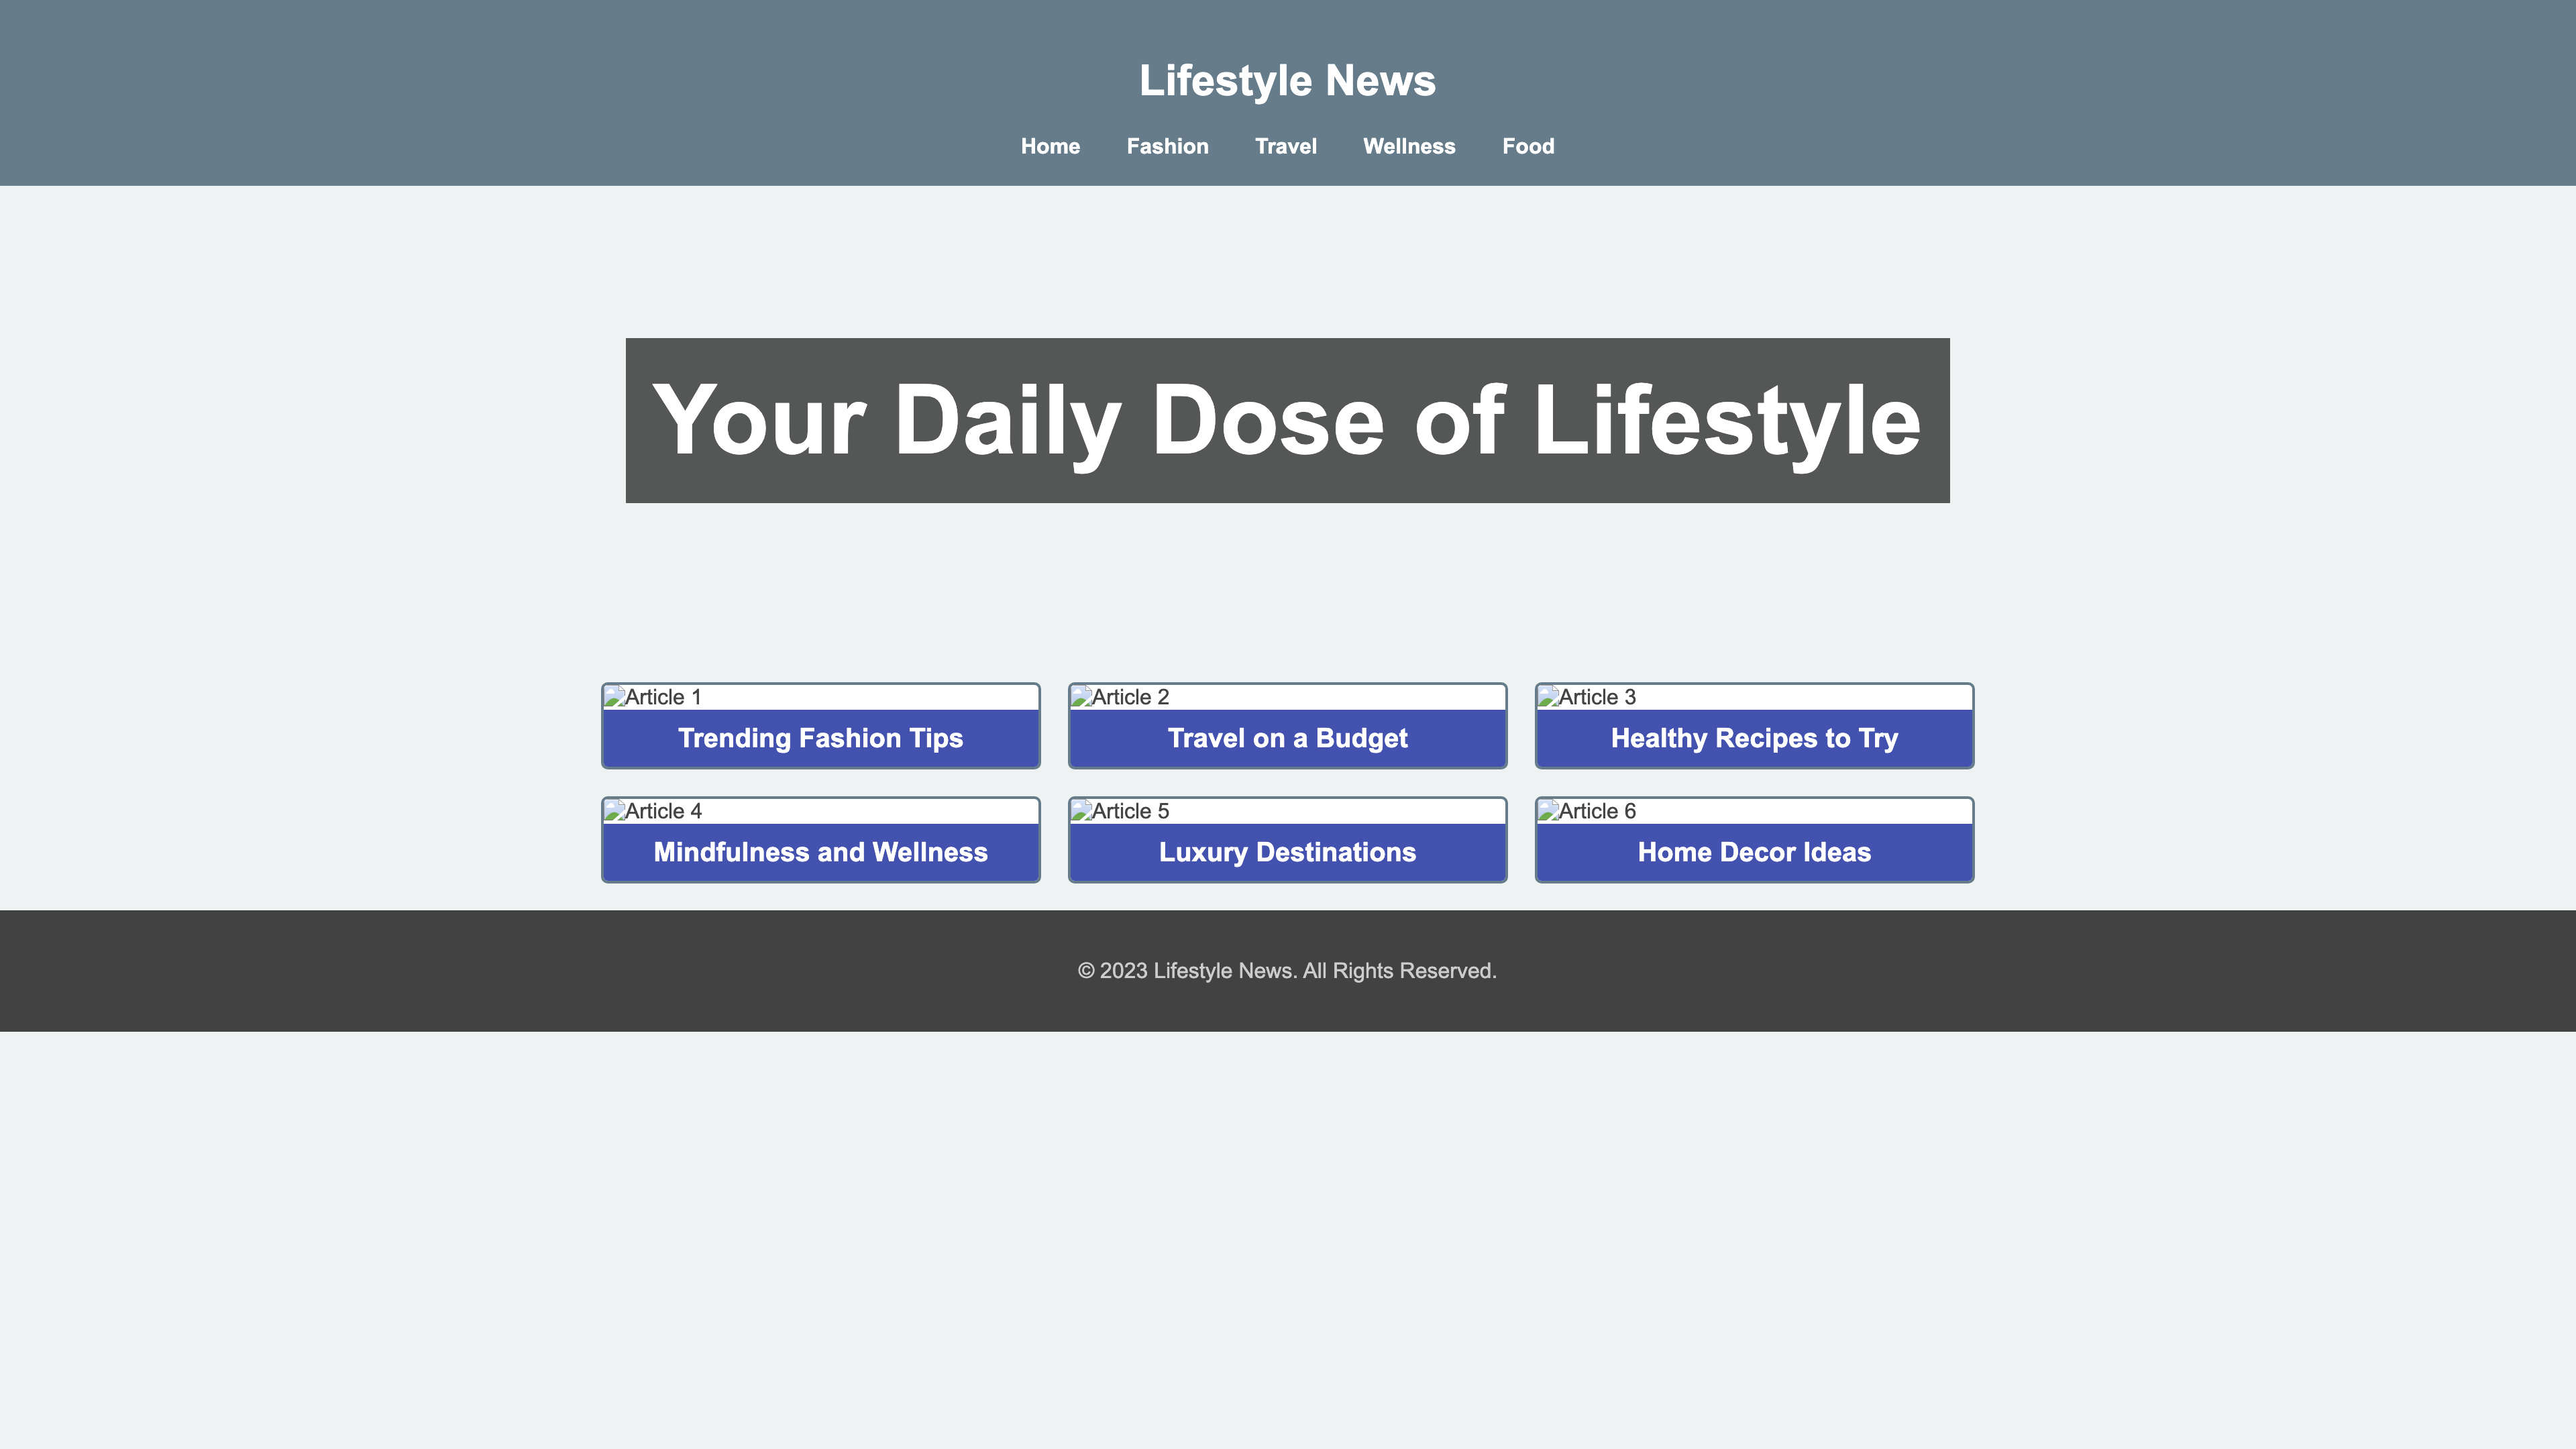 Lifestyle News
Home Fashion Travel Wellness Food
Your Daily Dose of Lifestyle
Article 1 Article 2 Article 3
Trending Fashion Tips Travel on a Budget Healthy Recipes to Try
Article 4 Article 5 Article 6
Mindfulness and Wellness Luxury Destinations Home Decor Ideas
© 2023 Lifestyle News. All Rights Reserved.